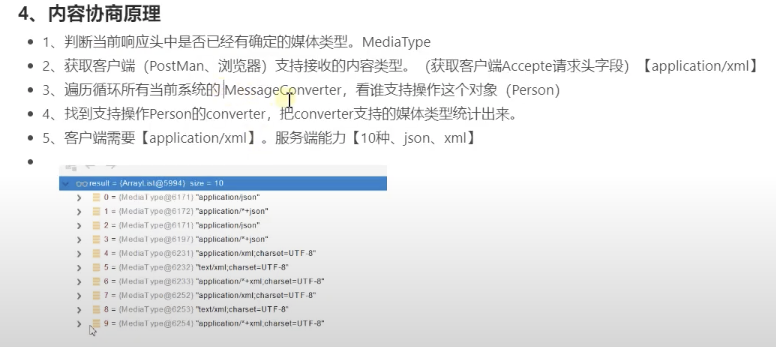 4、内容协商原理
1、判断当前响应头中是否已经有确定的媒体类型。MediaType
2、获取客户端（PostMan、浏览器）支持接收的内容类型。（获取客户端Accepte请求头字段）【application/xml】
3、遍历循环所有当前系统的 MessageConverter，看谁支持操作这个对象（Person）
4、找到支持操作Person的converter，把converter支持的媒体类型统计出来。
5、客户端需要【application/xml】。服务端能力【10种、json、xml】
result = {ArrayList@5994} size = 10
0 = {MediaType@6171} "application/json"
1 = {MediaType@6172} "application/*+json"
2 = {MediaType@6171} "application/json"
3 = {MediaType@6197} "application/*+json"
4 = {MediaType@6231} "application/xml;charset=UTF-8"
5 = {MediaType@6232} "text/xml;charset=UTF-8"
6 = {MediaType@6233} "application/*+xml;charset=UTF-8"
7 = {MediaType@6252} "application/xml;charset=UTF-8"
8 = {MediaType@6253} "text/xml;charset=UTF-8"
9 = {MediaType@6254} "application/*+xml;charset=UTF-8"